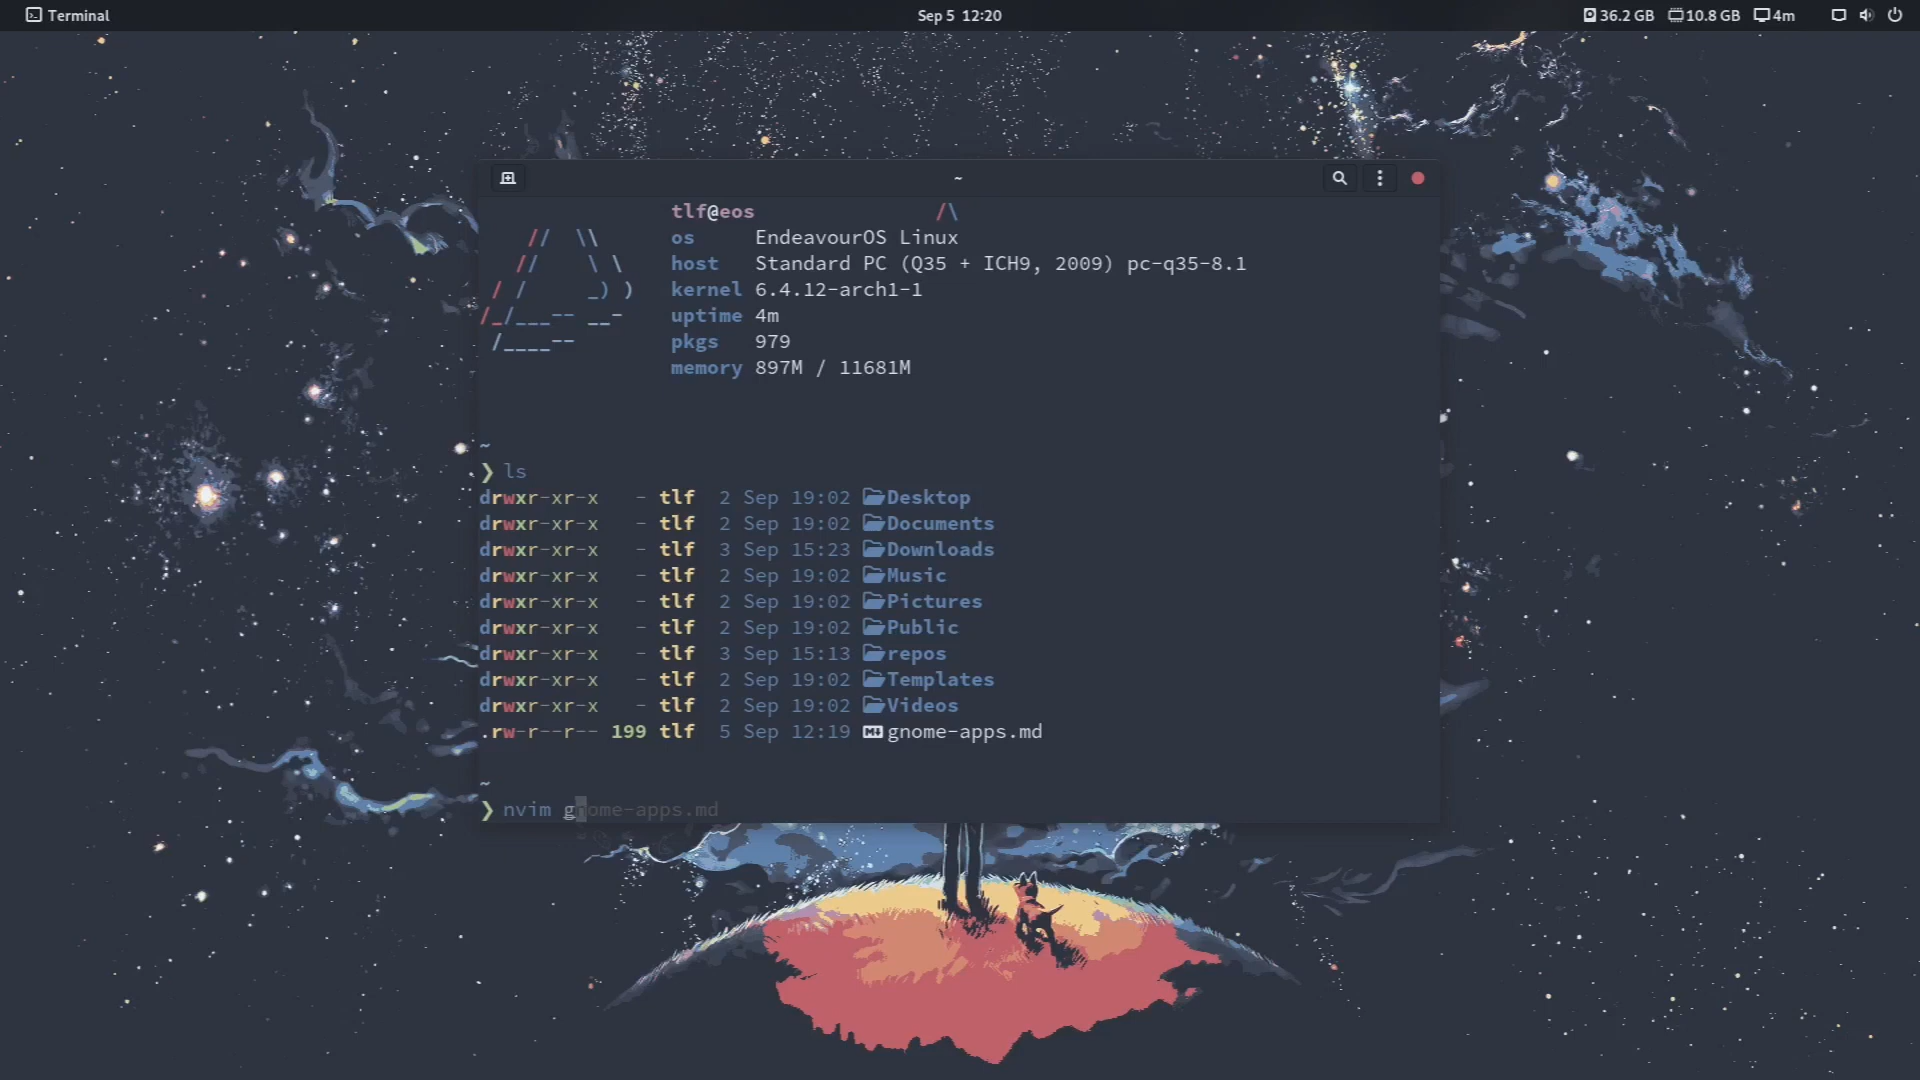 Terminal
Sep 5 12:20
36.2 GB 10.8 GB 4m
~
tlf@eos /\
// \\ os EndeavourOS Linux
// \ \ host Standard PC (Q35 + ICH9, 2009) pc-q35-8.1
/ / _) ) kernel 6.4.12-arch1-1
/_/___-- __- uptime 4m
/____-- pkgs 979
memory 897M / 11681M
~
❯ ls
drwxr-xr-x - tlf 2 Sep 19:02 Desktop
drwxr-xr-x - tlf 2 Sep 19:02 Documents
drwxr-xr-x - tlf 3 Sep 15:23 Downloads
drwxr-xr-x - tlf 2 Sep 19:02 Music
drwxr-xr-x - tlf 2 Sep 19:02 Pictures
drwxr-xr-x - tlf 2 Sep 19:02 Public
drwxr-xr-x - tlf 3 Sep 15:13 repos
drwxr-xr-x - tlf 2 Sep 19:02 Templates
drwxr-xr-x - tlf 2 Sep 19:02 Videos
.rw-r--r-- 199 tlf 5 Sep 12:19 gnome-apps.md
~
❯ nvim gnome-apps.md